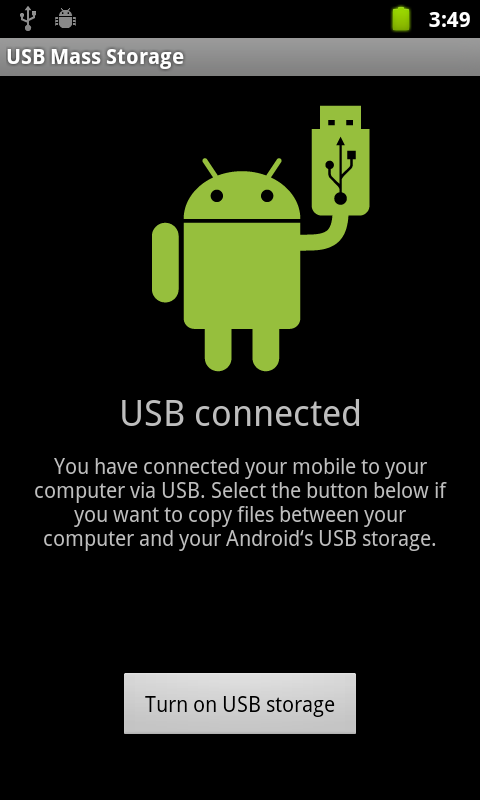 3:49
USB Mass Storage
USB connected
You have connected your mobile to your
computer via USB. Select the button below if
you want to copy files between your
computer and your Android‘s USB storage.
Turn on USB storage